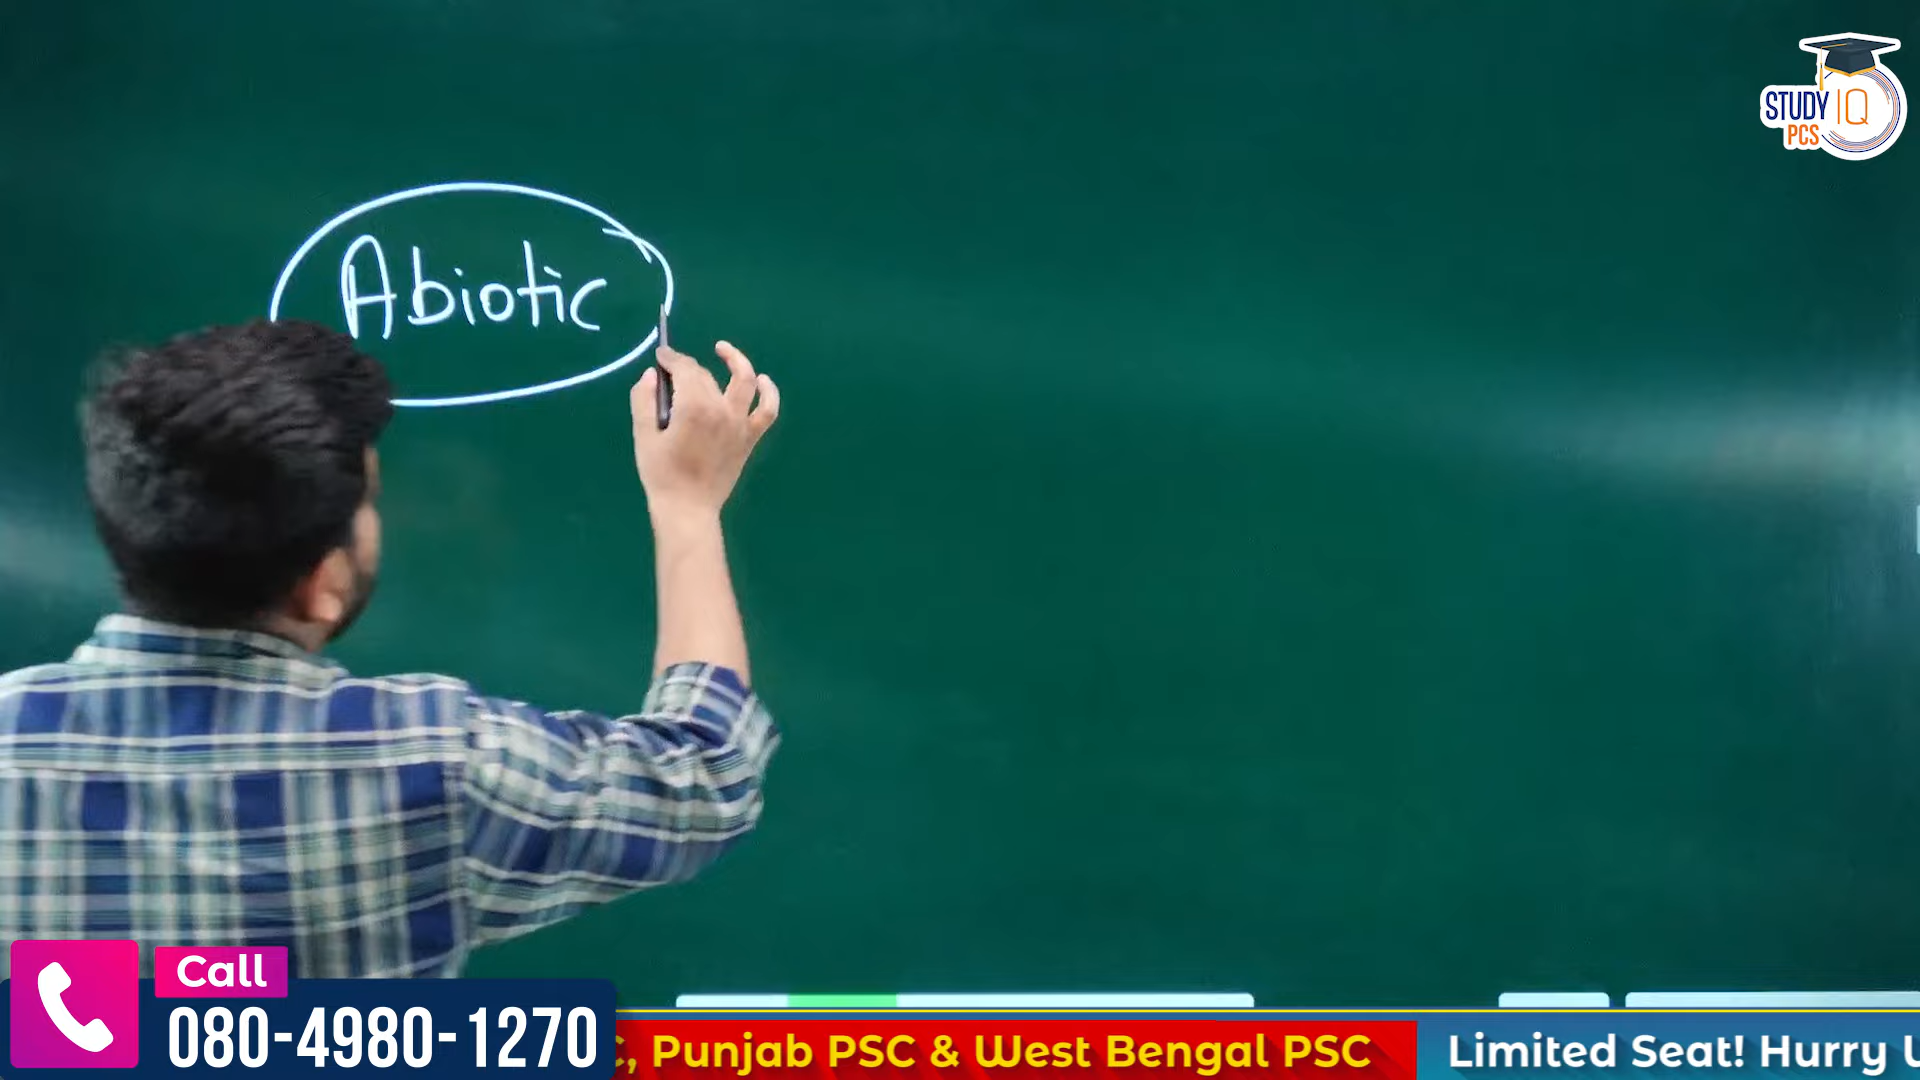 STUDY IQ
PCS
Abiotic
Call
080-4980-1270
, Punjab PSC & West Bengal PSC
Limited Seat! Hurry